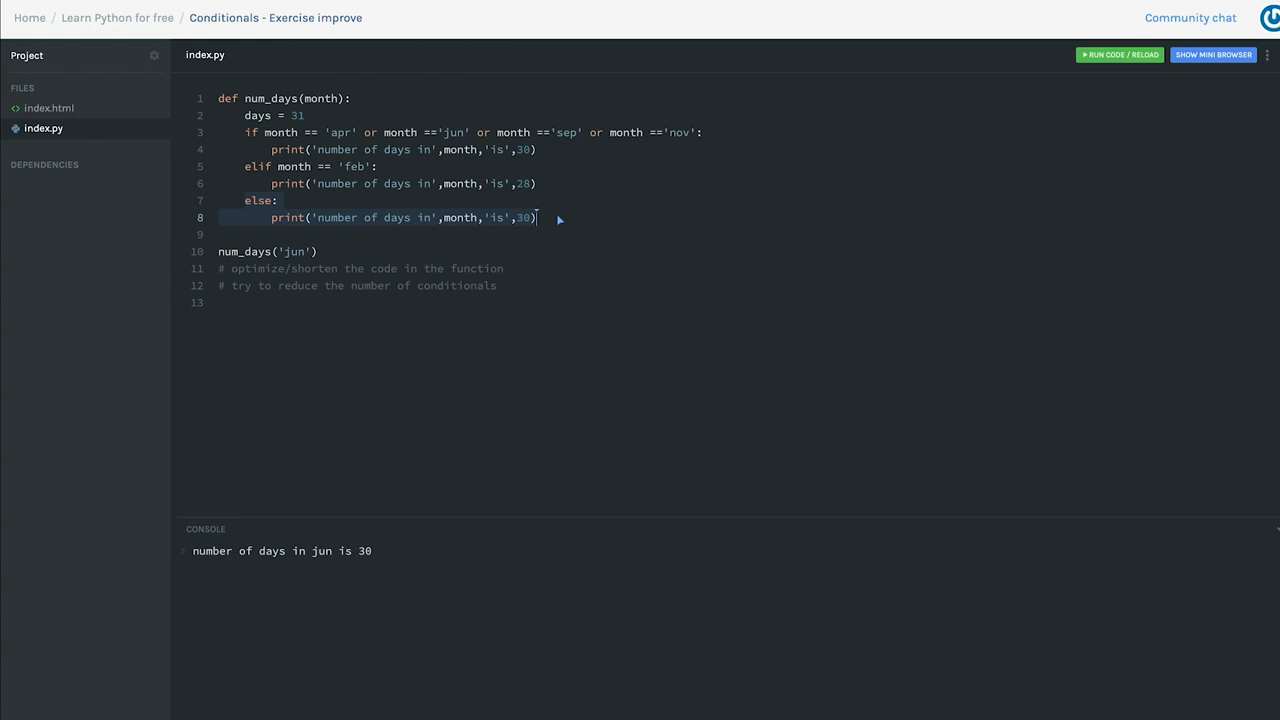 Home / Learn Python for free / Conditionals - Exercise improve
Community chat
Project
index.py
RUN CODE / RELOAD
SHOW MINI BROWSER
FILES
index.html
index.py
DEPENDENCIES
1 def num_days(month):
2 days = 31
3 if month == 'apr' or month =='jun' or month =='sep' or month =='nov':
4 print('number of days in',month,'is',30)
5 elif month == 'feb':
6 print('number of days in',month,'is',28)
7 else:
8 print('number of days in',month,'is',30)
9
10 num_days('jun')
11 # optimize/shorten the code in the function
12 # try to reduce the number of conditionals
13
CONSOLE
number of days in jun is 30